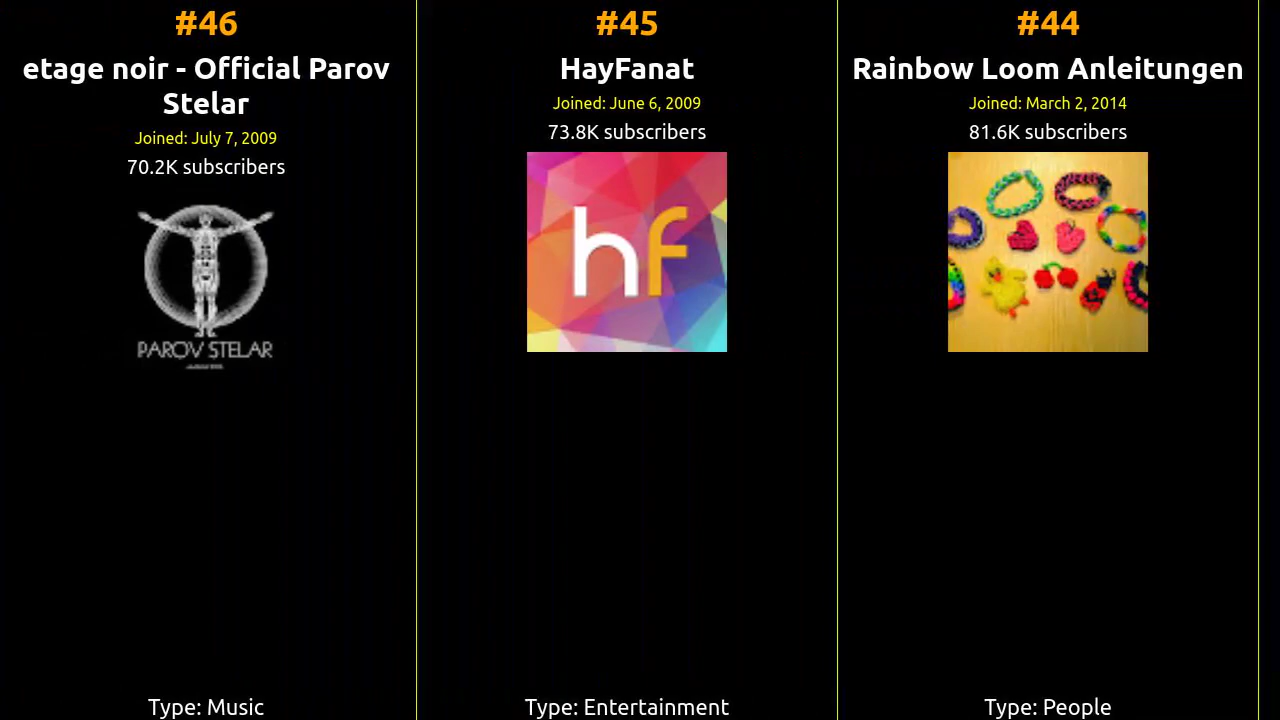 #46
etage noir - Official Parov
Stelar
Joined: July 7, 2009
70.2K subscribers
PAROV STELAR
Type: Music
#45
HayFanat
Joined: June 6, 2009
73.8K subscribers
hf
Type: Entertainment
#44
Rainbow Loom Anleitungen
Joined: March 2, 2014
81.6K subscribers
Type: People